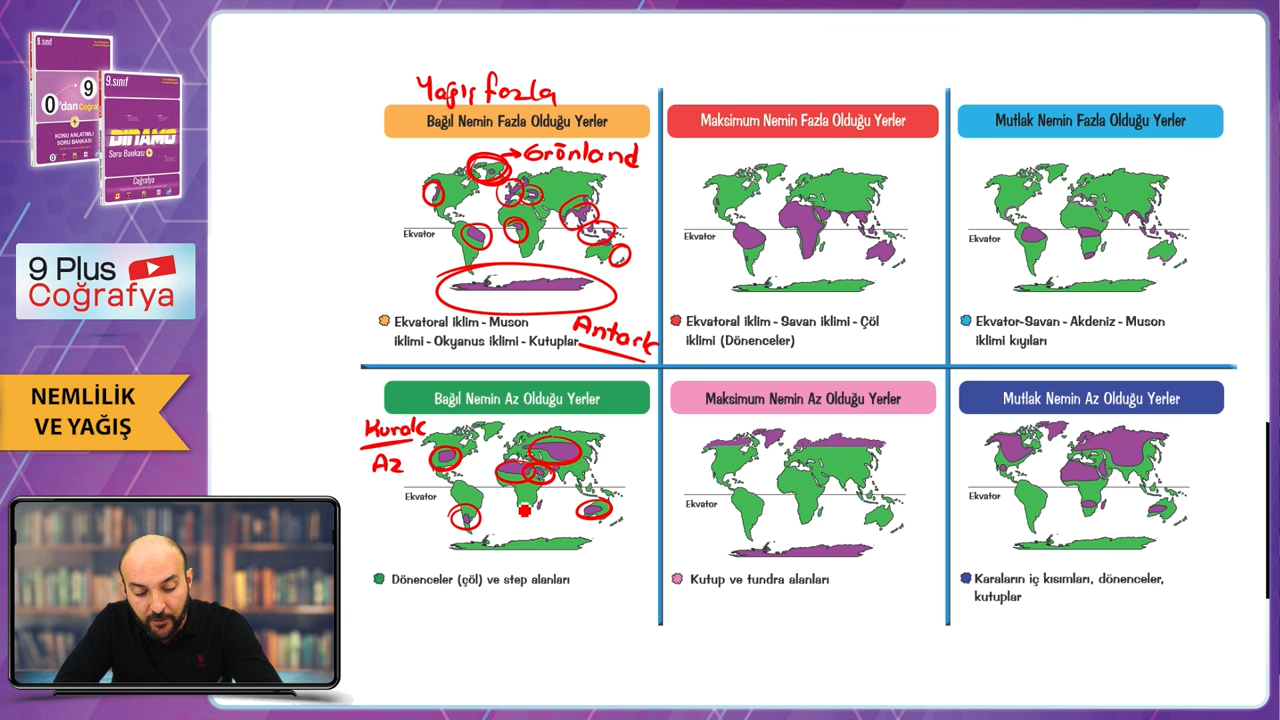 9.sınıf
0'dan 9
Coğrafya
KONU ANLATIMLI
SORU BANKASI
9.sınıf
DİNAMO
Soru Bankası
Coğrafya
9 Plus
Coğrafya
NEMLİLİK
VE YAĞIŞ
Yağış fazla
Bağıl Nemin Fazla Olduğu Yerler
Grönland
Ekvator
Ekvatoral iklim - Muson
iklimi - Okyanus iklimi - Kutuplar
Antark
Maksimum Nemin Fazla Olduğu Yerler
Ekvator
Ekvatoral iklim - Savan iklimi - Çöl
iklimi (Dönenceler)
Mutlak Nemin Fazla Olduğu Yerler
Ekvator
Ekvator-Savan - Akdeniz - Muson
iklimi kıyıları
Bağıl Nemin Az Olduğu Yerler
Kurak
Az
Ekvator
Dönenceler (çöl) ve step alanları
Maksimum Nemin Az Olduğu Yerler
Ekvator
Kutup ve tundra alanları
Mutlak Nemin Az Olduğu Yerler
Ekvator
Karaların iç kısımları, dönenceler,
kutuplar